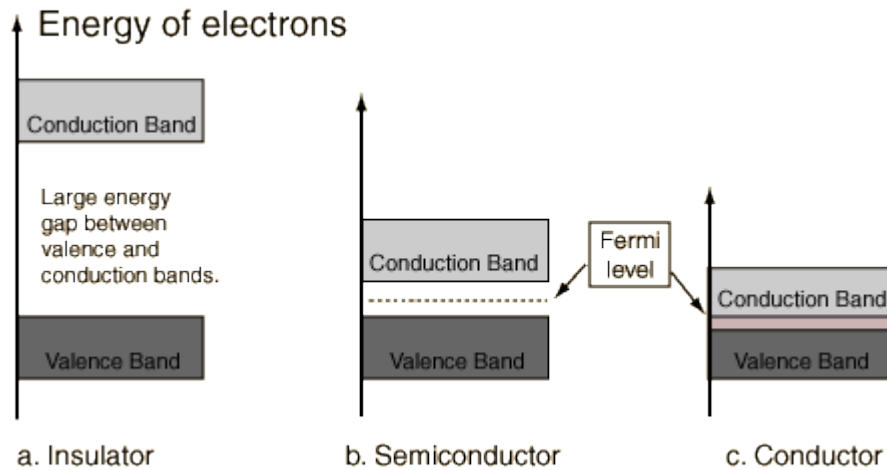 Energy of electrons
Conduction Band
Large energy
gap between
valence and
conduction bands.
Valence Band
a. Insulator
Conduction Band
Valence Band
b. Semiconductor
Fermi
level
Conduction Band
Valence Band
c. Conductor